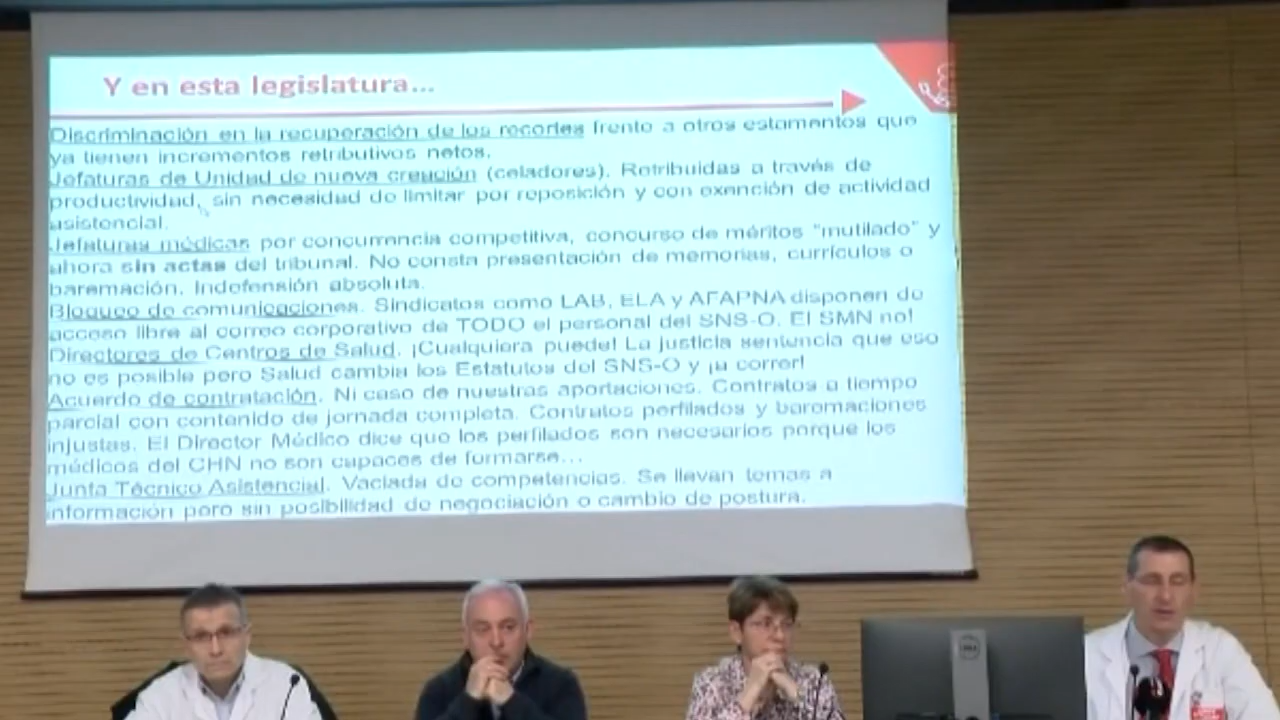 Y en esta legislatura...
Discriminación en la recuperación de los recortes frente a otros estamentos que
ya tienen incrementos retributivos netos.
Jefaturas de Unidad de nueva creación (celadores). Retribuidas a través de
productividad, sin necesidad de limitar por reposición y con exención de actividad
asistencial.
Jefaturas médicas por concurrencia competitiva, concurso de méritos "mutilado" y
ahora sin actas del tribunal. No consta presentación de memorias, currículos o
baremación. Indefensión absoluta.
Bloqueo de comunicaciones. Sindicatos como LAB, ELA y AFAPNA disponen de
acceso libre al correo corporativo de TODO el personal del SNS-O. El SMN no!
Directores de Centros de Salud. ¡Cualquiera puede! La justicia sentencia que eso
no es posible pero Salud cambia los Estatutos del SNS-O y ¡a correr!
Acuerdo de contratación. Ni caso de nuestras aportaciones. Contratos a tiempo
parcial con contenido de jornada completa. Contratos perfilados y baremaciones
injustas. El Director Médico dice que los perfilados son necesarios porque los
médicos del CHN no son capaces de formarse...
Junta Técnico Asistencial. Vaciada de competencias. Se llevan temas a
información pero sin posibilidad de negociación o cambio de postura.
DELL